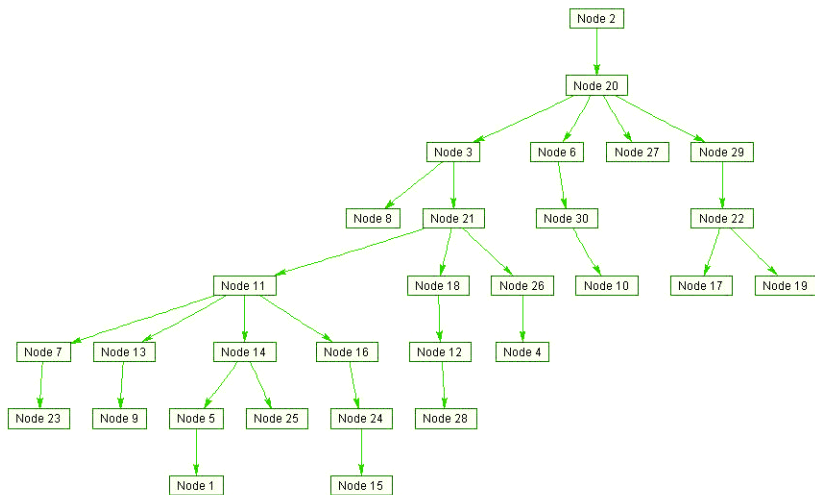 Node 2
Node 20
Node 3
Node 6
Node 27
Node 29
Node 8
Node 21
Node 30
Node 22
Node 11
Node 18
Node 26
Node 10
Node 17
Node 19
Node 7
Node 13
Node 14
Node 16
Node 12
Node 4
Node 23
Node 9
Node 5
Node 25
Node 24
Node 28
Node 1
Node 15